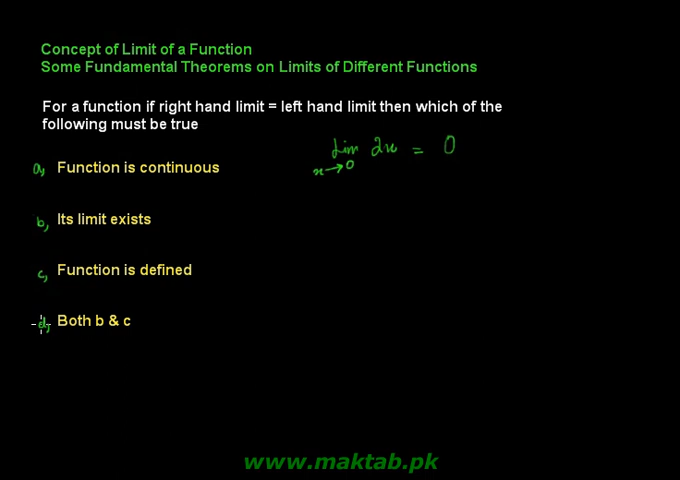 Concept of Limit of a Function
Some Fundamental Theorems on Limits of Different Functions
For a function if right hand limit = left hand limit then which of the
following must be true
lim 2x = 0
x→0
a, Function is continuous
b, Its limit exists
c, Function is defined
d, Both b & c
www.maktab.pk